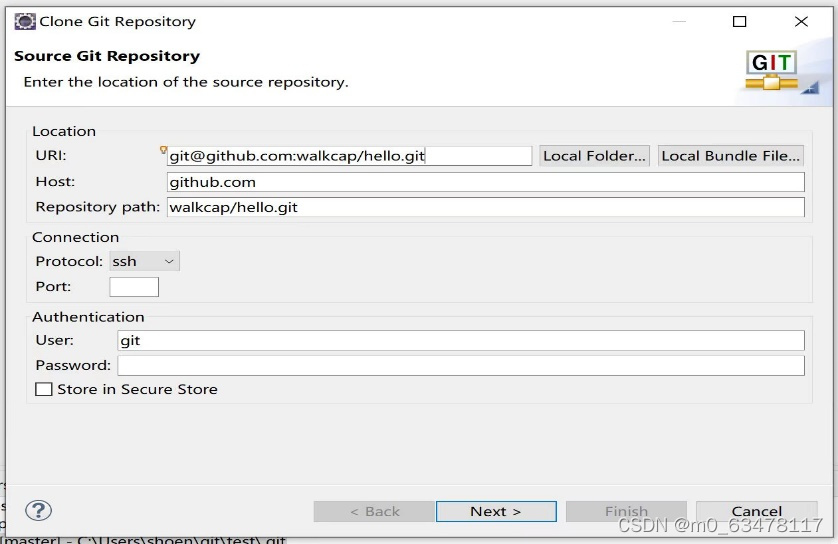 Clone Git Repository
Source Git Repository
Enter the location of the source repository.
GIT
Location
URI: git@github.com:walkcap/hello.git Local Folder... Local Bundle File...
Host: github.com
Repository path: walkcap/hello.git
Connection
Protocol: ssh
Port:
Authentication
User: git
Password:
Store in Secure Store
? < Back Next > Finish Cancel
CSDN @m0_63478117
[master] - C:\Users\shoen\git\test\.git